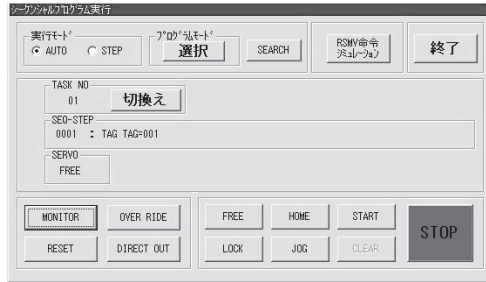 シーケンシャルプログラム実行
実行ﾓｰﾄﾞ
AUTO STEP
ﾌﾟﾛｸﾞﾗﾑﾓｰﾄﾞ
選択
SEARCH
RSMV命令
ｼﾐｭﾚｰｼｮﾝ
終了
TASK NO
01
切換え
SEQ-STEP
0001 : TAG TAG=001
SERVO
FREE
MONITOR OVER RIDE FREE HOME START STOP
RESET DIRECT OUT LOCK JOG CLEAR